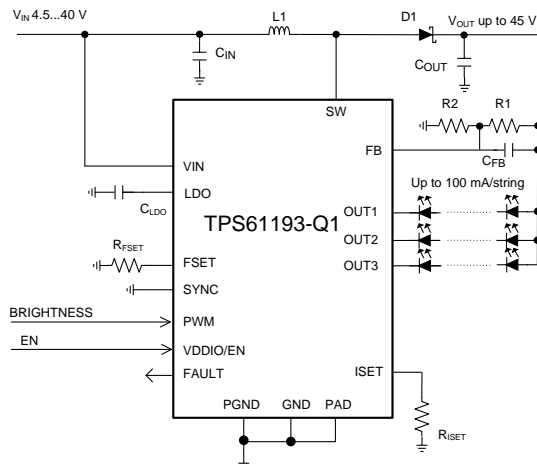 V_IN 4.5...40 V
L1
D1
V_OUT up to 45 V
C_IN
C_OUT
SW
R2
R1
VIN
FB
C_FB
LDO
C_LDO
Up to 100 mA/string
TPS61193-Q1
OUT1
OUT2
OUT3
R_FSET
FSET
SYNC
BRIGHTNESS
PWM
EN
VDDIO/EN
FAULT
ISET
PGND
GND
PAD
R_ISET